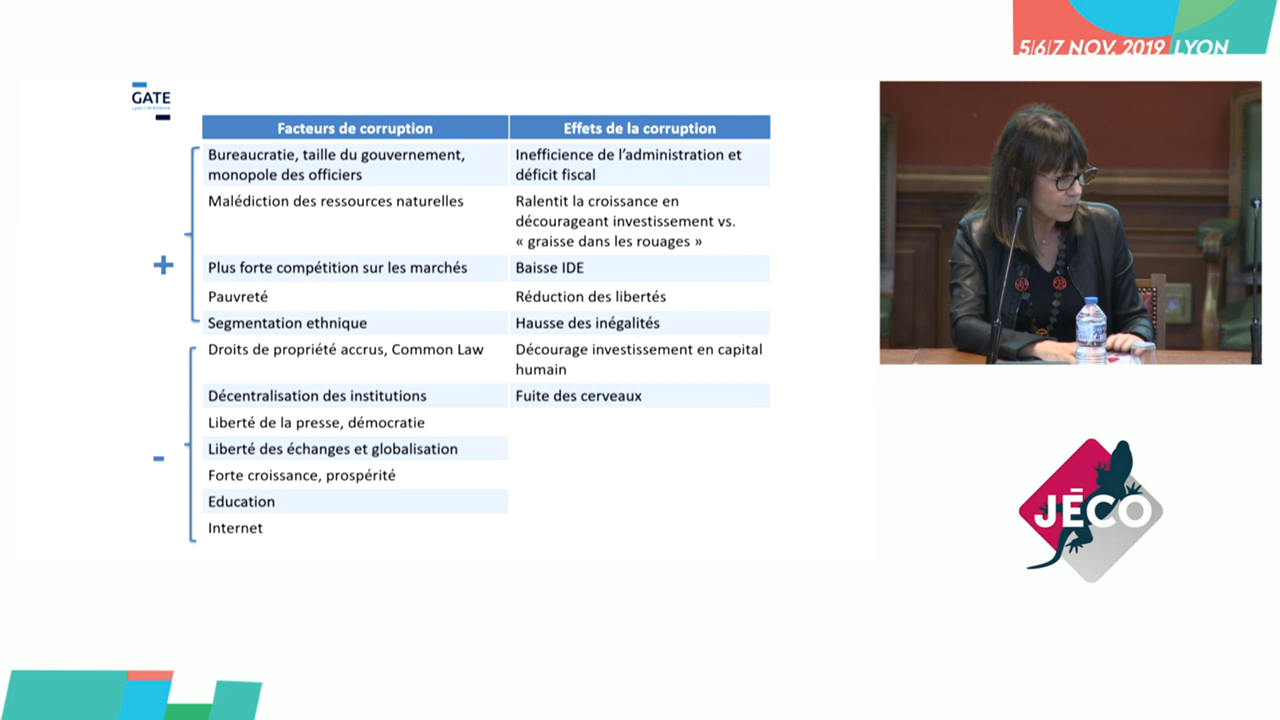 5/6/7 NOV. 2019 LYON
GATE
Lyon / St-Etienne
Facteurs de corruption
Effets de la corruption
Bureaucratie, taille du gouvernement,
monopole des officiers
Inefficience de l'administration et
déficit fiscal
Malédiction des ressources naturelles
Ralentit la croissance en
décourageant investissement vs.
« graisse dans les rouages »
+
Plus forte compétition sur les marchés
Baisse IDE
Pauvreté
Réduction des libertés
Segmentation ethnique
Hausse des inégalités
Droits de propriété accrus, Common Law
Décourage investissement en capital
humain
Décentralisation des institutions
Fuite des cerveaux
Liberté de la presse, démocratie
Liberté des échanges et globalisation
-
Forte croissance, prospérité
Education
Internet
JÉCO